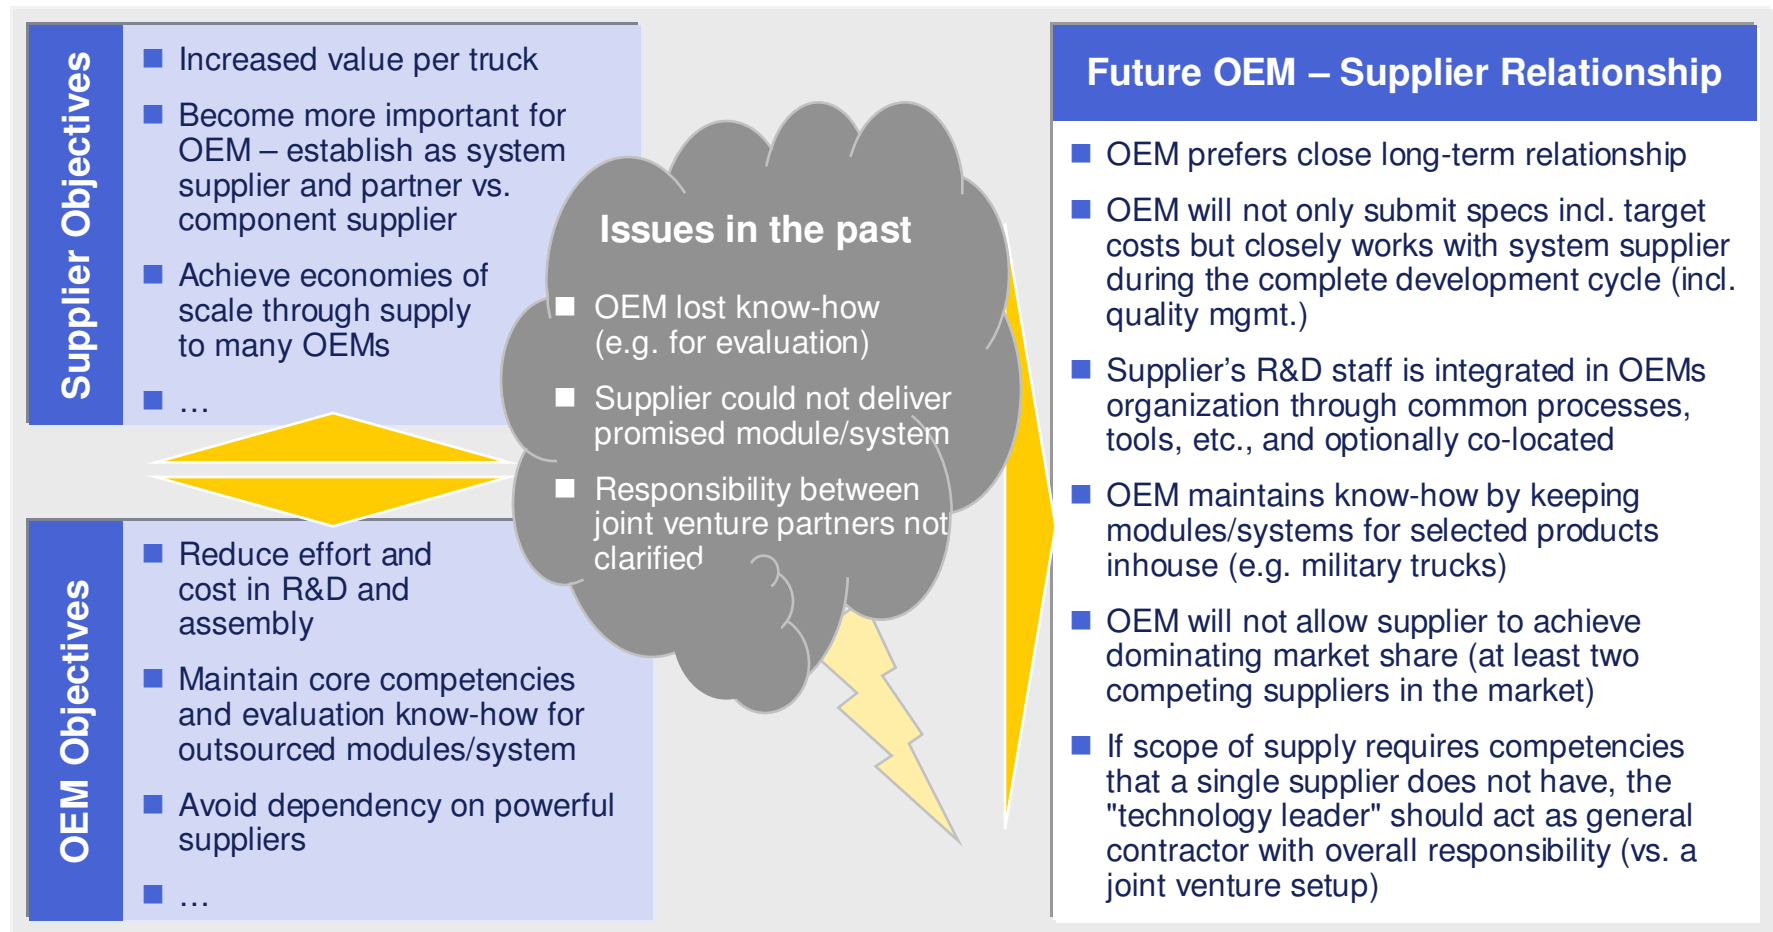 Supplier Objectives
Increased value per truck
Become more important for
OEM – establish as system
supplier and partner vs.
component supplier
Achieve economies of
scale through supply
to many OEMs
…
OEM Objectives
Reduce effort and
cost in R&D and
assembly
Maintain core competencies
and evaluation know-how for
outsourced modules/system
Avoid dependency on powerful
suppliers
…
Issues in the past
OEM lost know-how
(e.g. for evaluation)
Supplier could not deliver
promised module/system
Responsibility between
joint venture partners not
clarified
Future OEM – Supplier Relationship
OEM prefers close long-term relationship
OEM will not only submit specs incl. target
costs but closely works with system supplier
during the complete development cycle (incl.
quality mgmt.)
Supplier’s R&D staff is integrated in OEMs
organization through common processes,
tools, etc., and optionally co-located
OEM maintains know-how by keeping
modules/systems for selected products
inhouse (e.g. military trucks)
OEM will not allow supplier to achieve
dominating market share (at least two
competing suppliers in the market)
If scope of supply requires competencies
that a single supplier does not have, the
"technology leader" should act as general
contractor with overall responsibility (vs. a
joint venture setup)